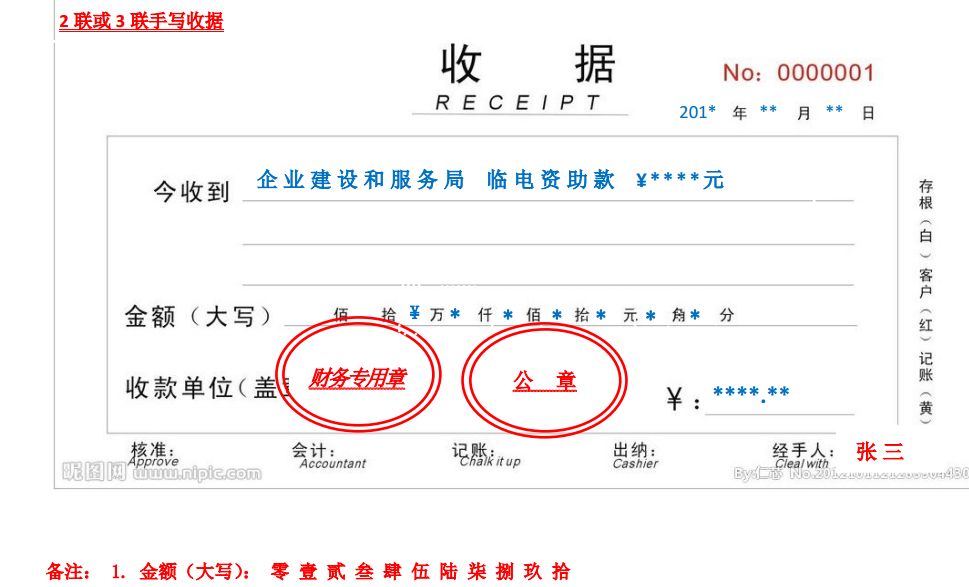 2联或3联手写收据
收 据
RECEIPT
No: 0000001
201* 年 ** 月 ** 日
今收到 企业建设和服务局 临电资助款 ¥****元
金额（大写） 佰 拾 ¥ 万 * 仟 * 佰 * 拾 * 元 * 角 * 分
收款单位（盖
财务专用章
公 章
¥：****.**
核准： 会计： 记账： 出纳： 经手人： 张三
Approve Accountant Chalk it up Cashier Cleal with
昵图网 www.nipic.com
存根（白）客户（红）记账（黄）
备注： 1. 金额（大写）： 零 壹 贰 叁 肆 伍 陆 柒 捌 玖 拾